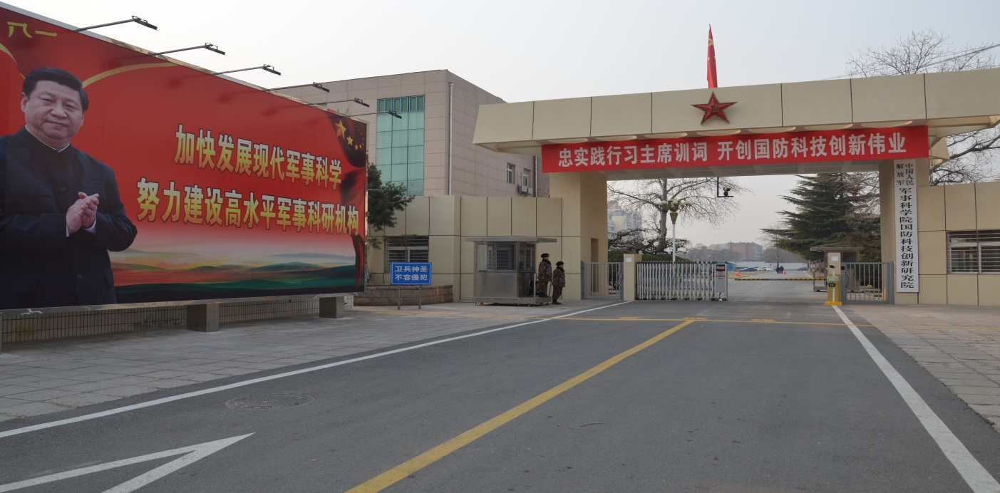 八一
加快发展现代军事科学
努力建设高水平军事科研机构
卫兵神圣
不容侵犯
忠实践行习主席训词 开创国防科技创新伟业
中国人民
解放军
军事科学院国防科技创新研究院